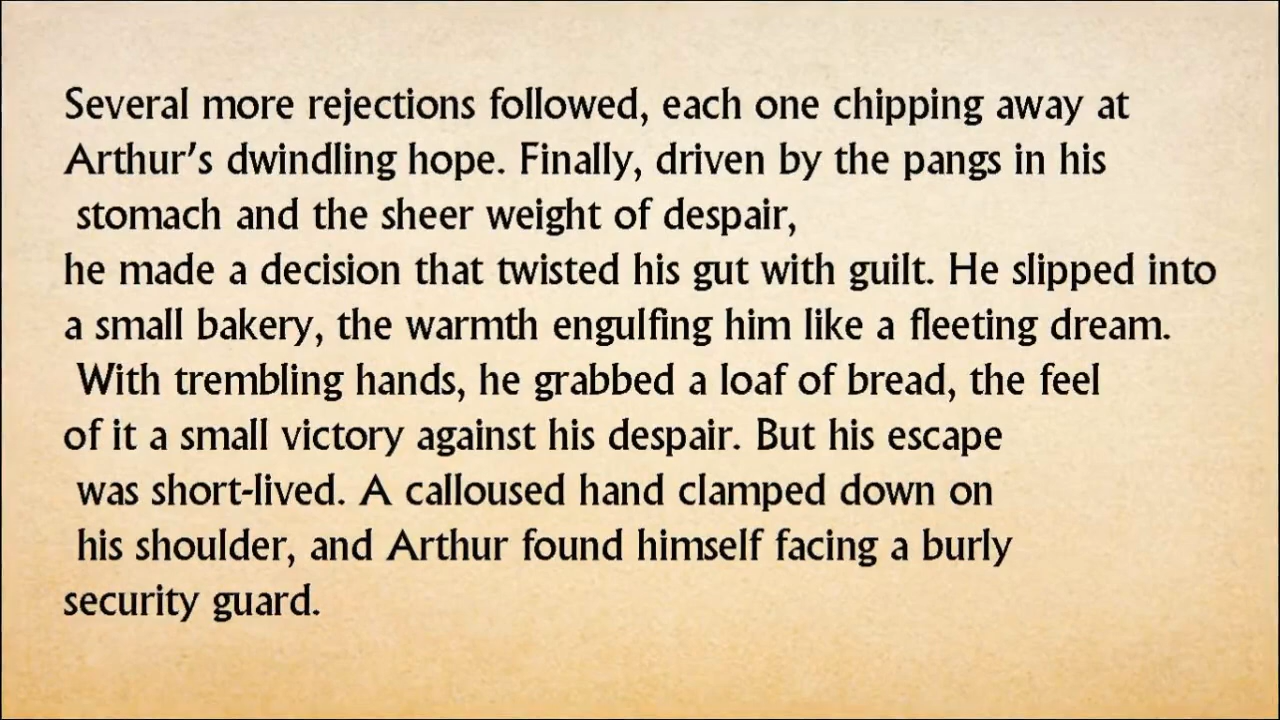 Several more rejections followed, each one chipping away at
Arthur's dwindling hope. Finally, driven by the pangs in his
stomach and the sheer weight of despair,
he made a decision that twisted his gut with guilt. He slipped into
a small bakery, the warmth engulfing him like a fleeting dream.
With trembling hands, he grabbed a loaf of bread, the feel
of it a small victory against his despair. But his escape
was short-lived. A calloused hand clamped down on
his shoulder, and Arthur found himself facing a burly
security guard.